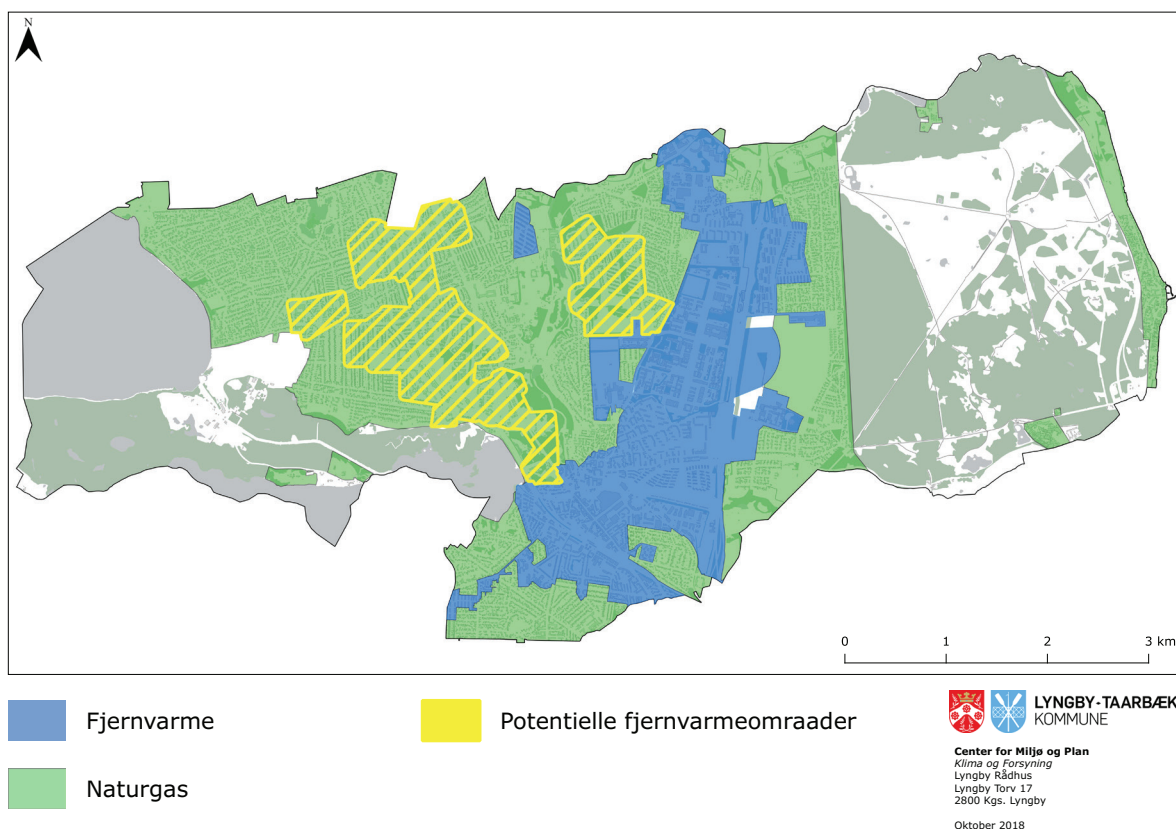 N
0 1 2 3 km
Fjernvarme
Potentielle fjernvarmeomraader
Naturgas
LYNGBY-TAARBÆK
KOMMUNE
Center for Miljø og Plan
Klima og Forsyning
Lyngby Rådhus
Lyngby Torv 17
2800 Kgs. Lyngby
Oktober 2018